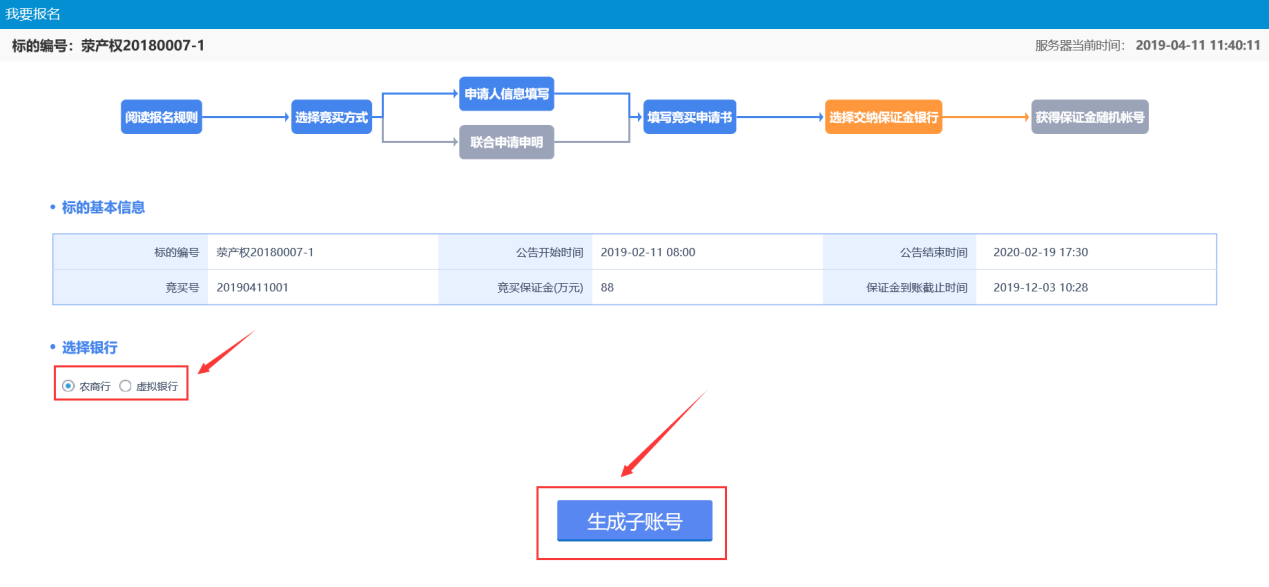 我要报名
标的编号：荥产权20180007-1 服务器当前时间： 2019-04-11 11:40:11
申请人信息填写
阅读报名规则 选择竞买方式 填写竞买申请书 选择交纳保证金银行 获得保证金随机帐号
联合申请申明
标的基本信息
标的编号 荥产权20180007-1 公告开始时间 2019-02-11 08:00 公告结束时间 2020-02-19 17:30
竞买号 20190411001 竞买保证金(万元) 88 保证金到账截止时间 2019-12-03 10:28
选择银行
农商行 虚拟银行
生成子账号